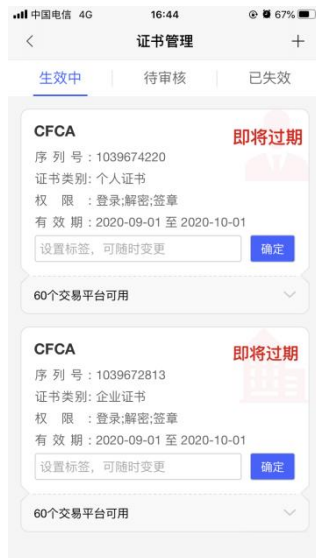 中国电信 4G 16:44 67%
证书管理
生效中 待审核 已失效
CFCA 即将过期
序 列 号：1039674220
证书类别: 个人证书
权 限 ：登录;解密;签章
有 效 期：2020-09-01 至 2020-10-01
设置标签，可随时变更 确定
60个交易平台可用
CFCA 即将过期
序 列 号：1039672813
证书类别: 企业证书
权 限 ：登录;解密;签章
有 效 期：2020-09-01 至 2020-10-01
设置标签，可随时变更 确定
60个交易平台可用